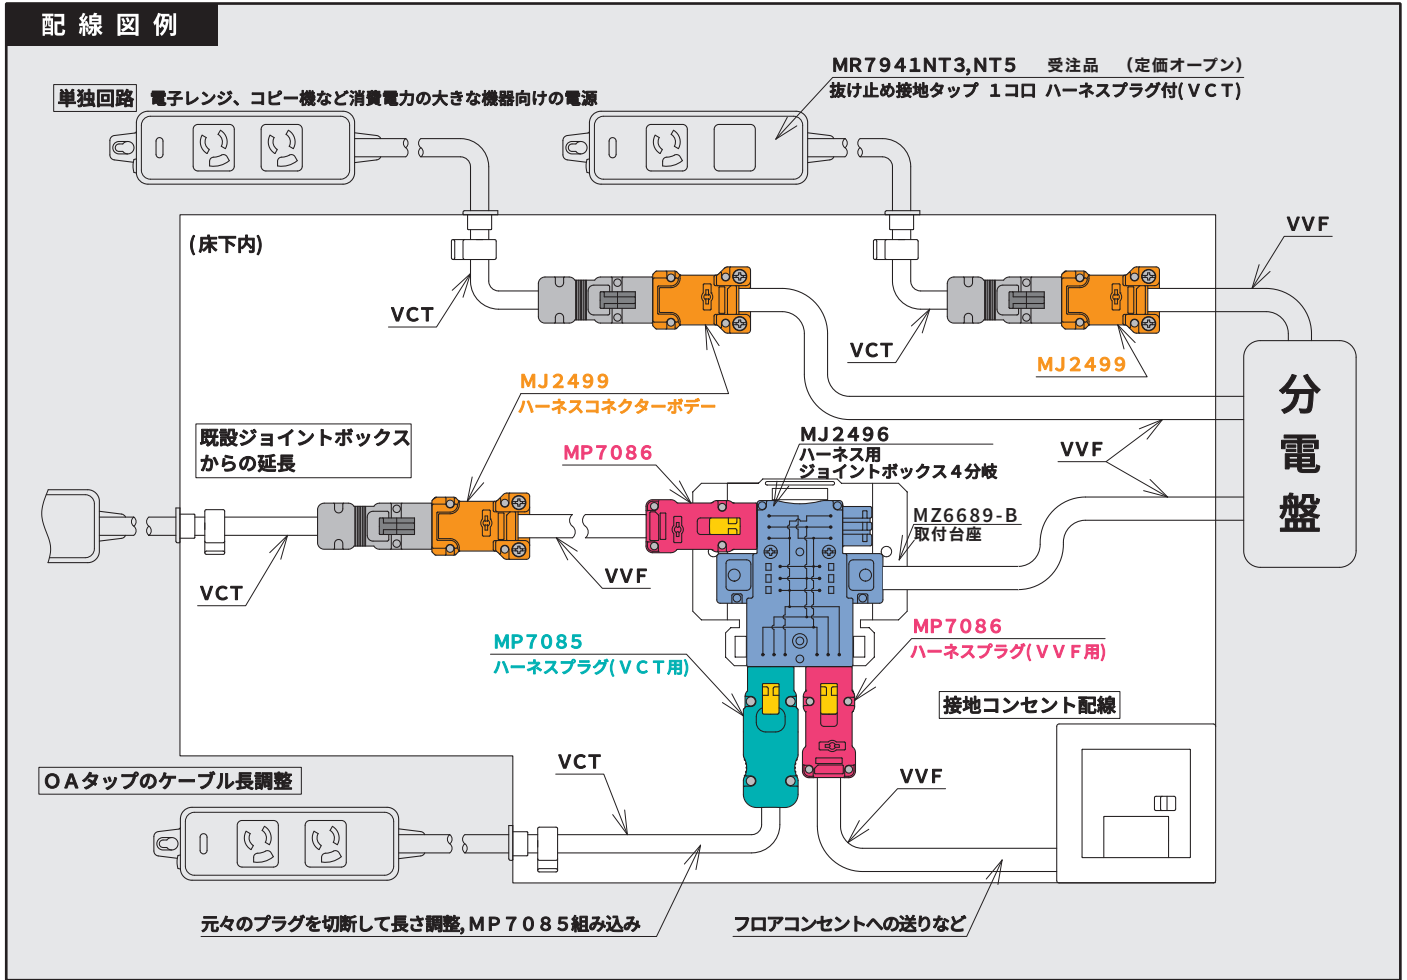 配線図例
MR7941NT3,NT5　受注品　（定価オープン）
抜け止め接地タップ　1コ口　ハーネスプラグ付(VCT)
単独回路　電子レンジ、コピー機など消費電力の大きな機器向けの電源
(床下内)
VVF
VCT
VCT
MJ2499
MJ2499
ハーネスコネクターボデー
分電盤
既設ジョイントボックス
からの延長
MP7086
MJ2496
ハーネス用
ジョイントボックス4分岐
VVF
MZ6689-B
取付台座
VCT
VVF
MP7085
ハーネスプラグ(VCT用)
MP7086
ハーネスプラグ(VVF用)
接地コンセント配線
OAタップのケーブル長調整
VCT
VVF
元々のプラグを切断して長さ調整,MP7085組み込み
フロアコンセントへの送りなど